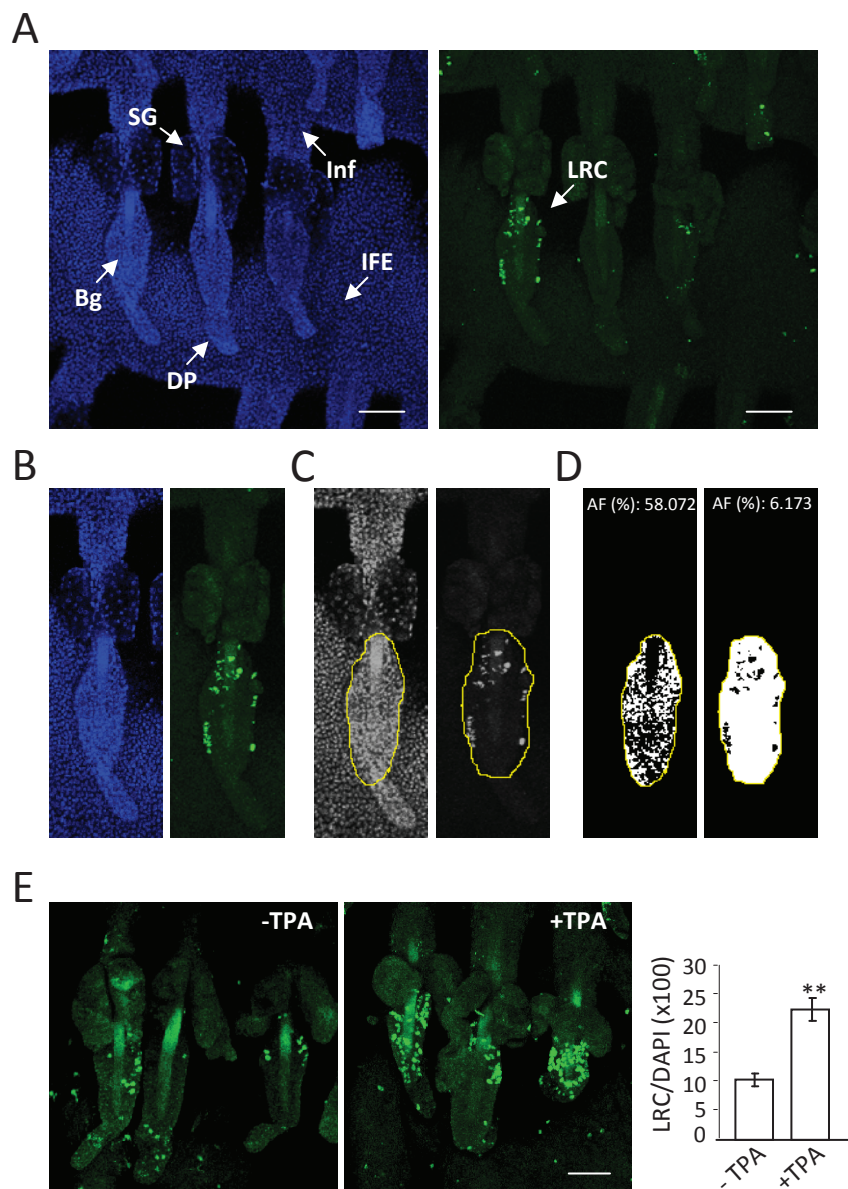 A
SG
Inf
Bg
IFE
DP
LRC
B
C
D
AF (%): 58.072
AF (%): 6.173
E
-TPA
+TPA
LRC/DAPI (x100)
30
25
20
15
10
5
0
**
- TPA
+TPA